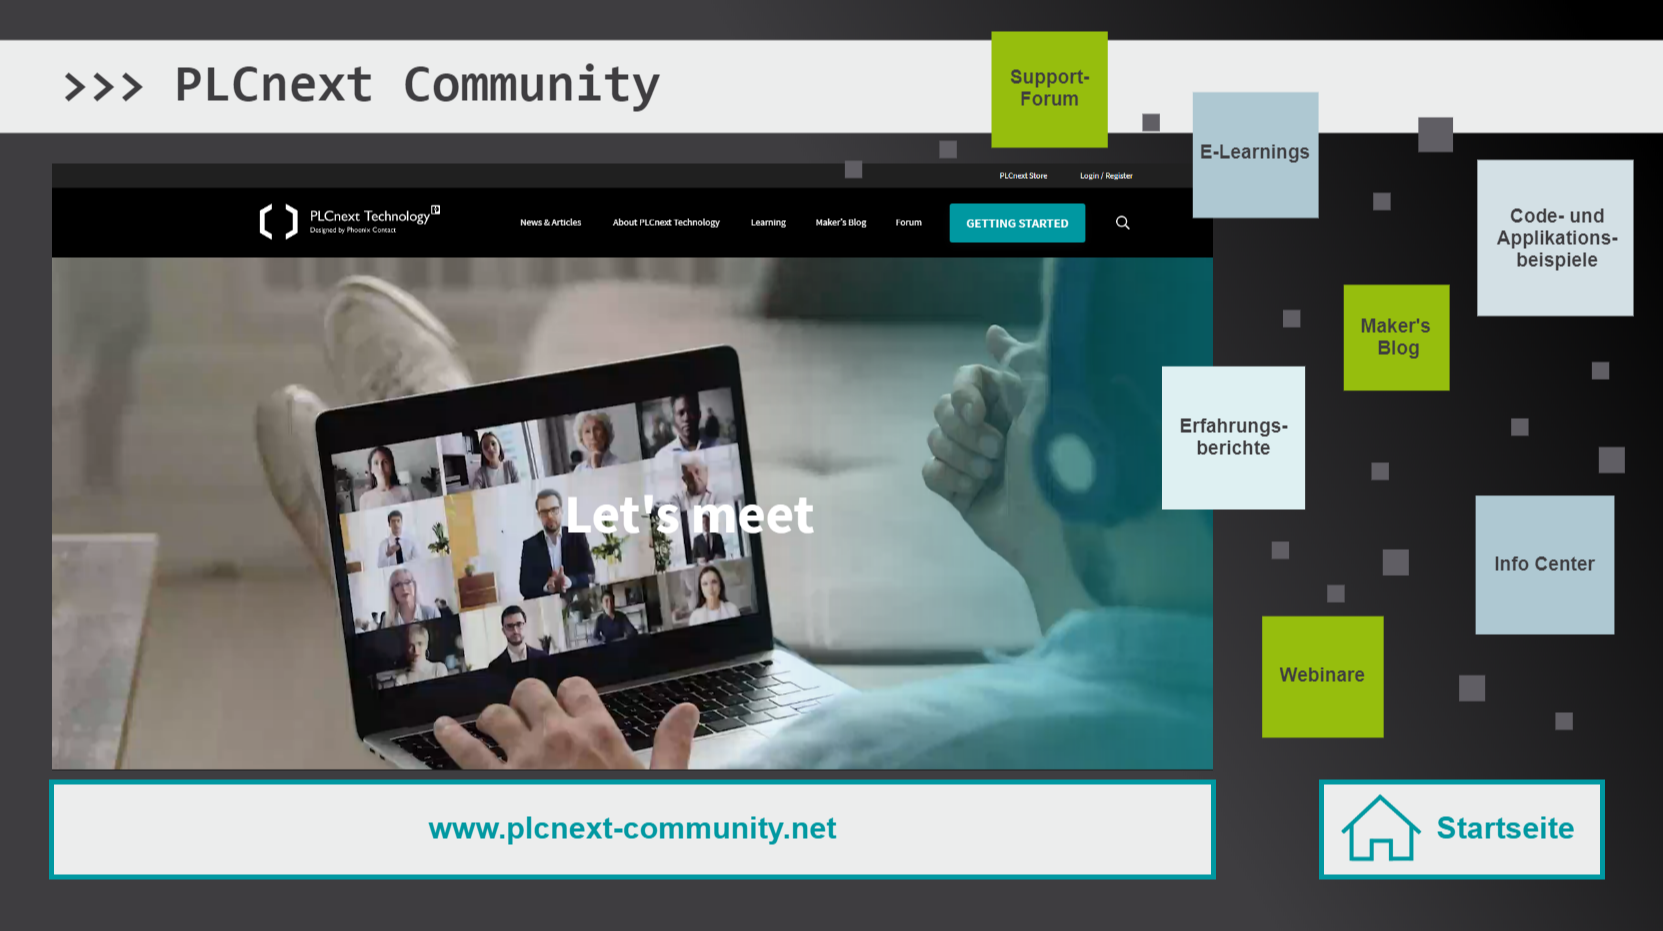 >>> PLCnext Community
Support-
Forum
E-Learnings
Code- und
Applikations-
beispiele
Maker's
Blog
Erfahrungs-
berichte
Info Center
Webinare
PLCnext Store
Login / Register
PLCnext Technology
Designed by Phoenix Contact
News & Articles
About PLCnext Technology
Learning
Maker's Blog
Forum
GETTING STARTED
Let's meet
www.plcnext-community.net
Startseite